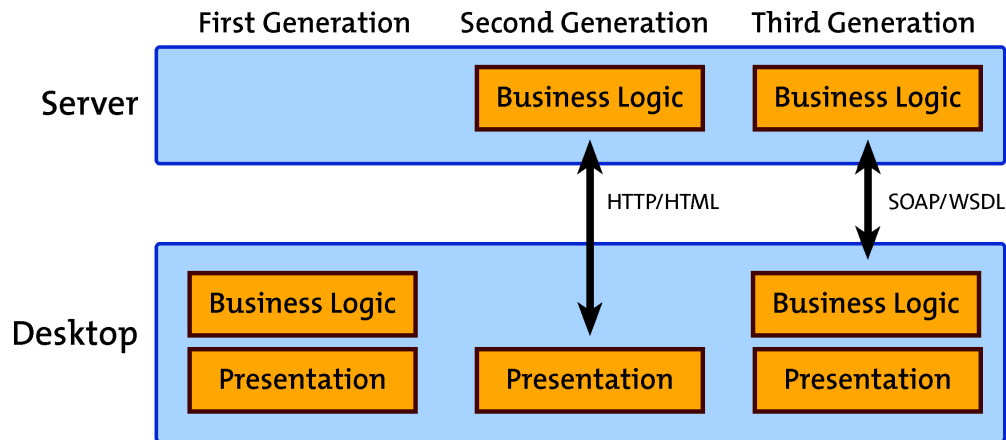 First Generation Second Generation Third Generation
Server
Business Logic Business Logic
HTTP/HTML SOAP/WSDL
Desktop
Business Logic Business Logic
Presentation Presentation Presentation